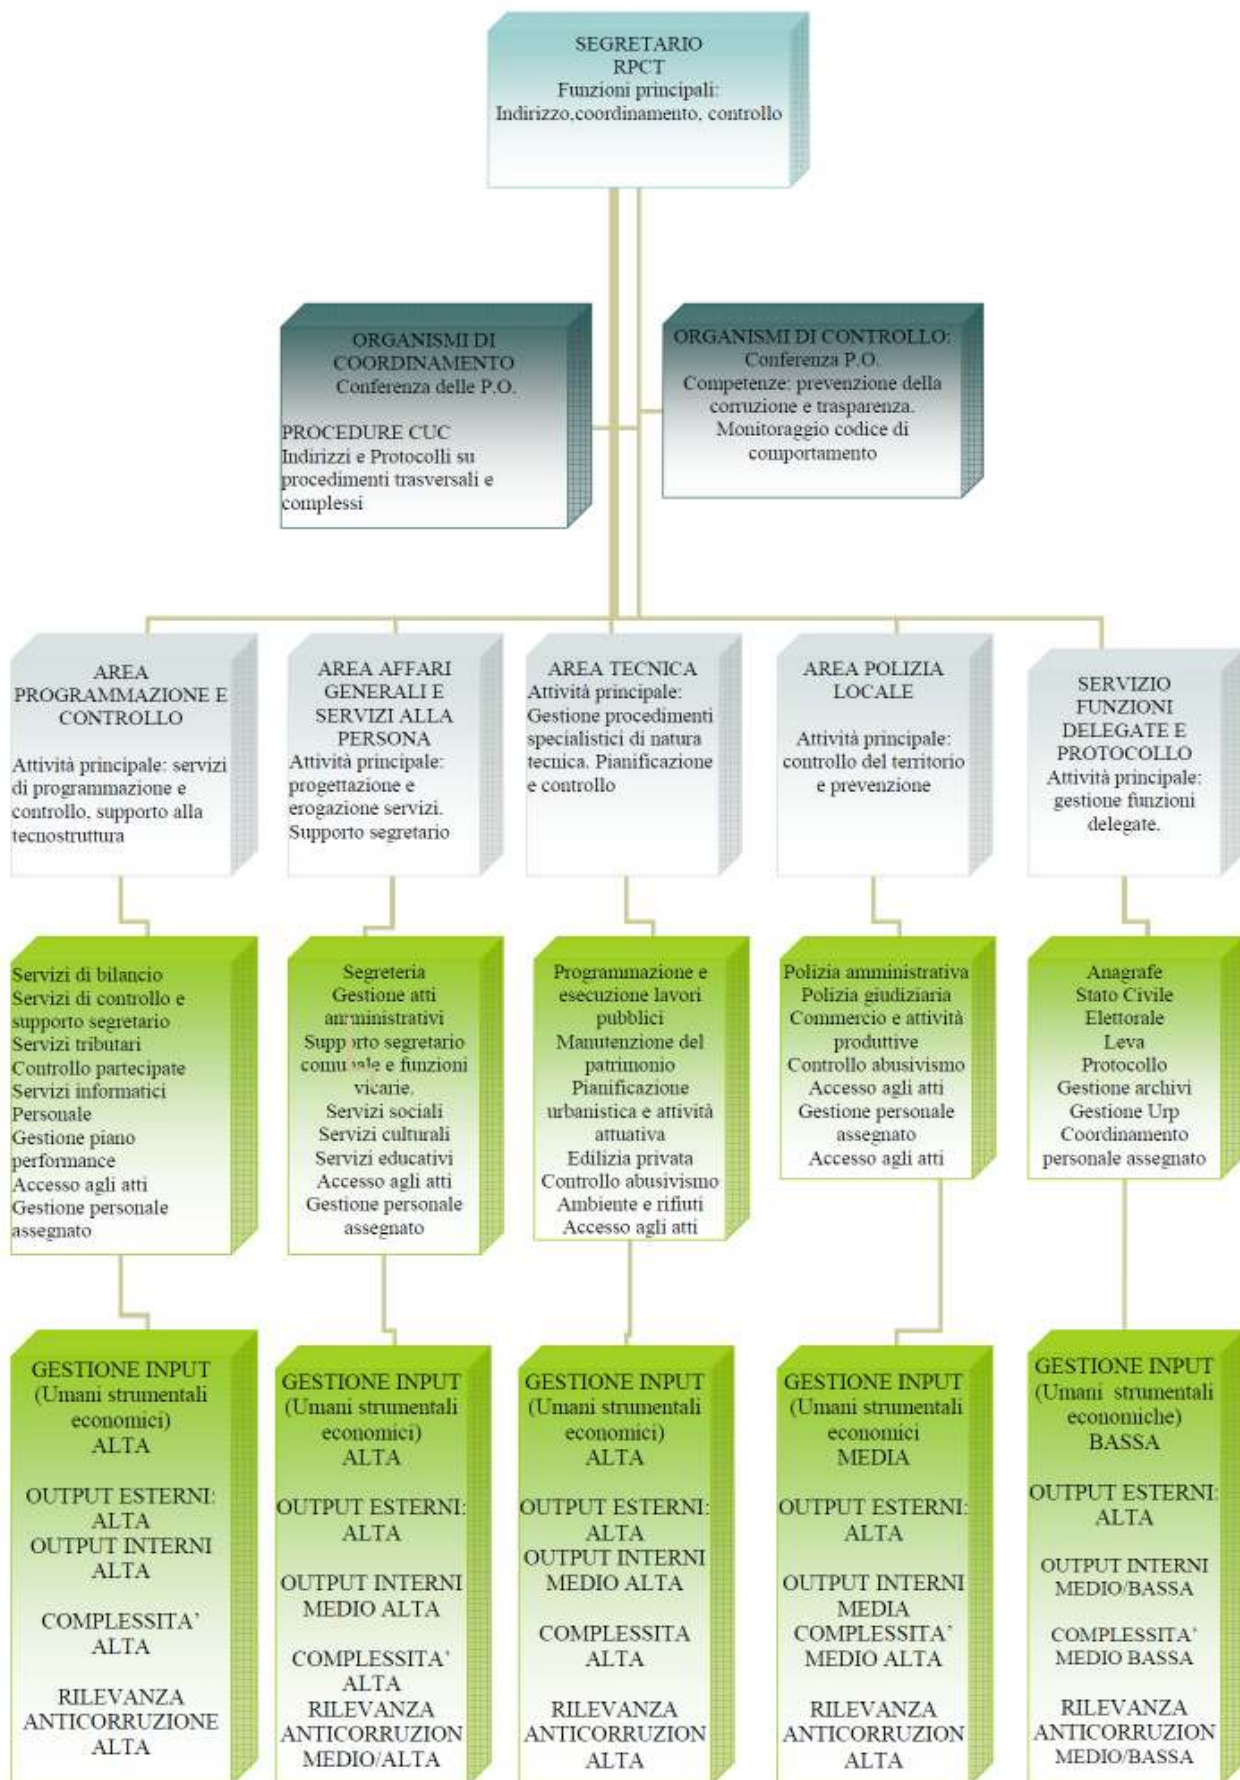 SEGRETARIO
RPCT
Funzioni principali:
Indirizzo,coordinamento, controllo
ORGANISMI DI
COORDINAMENTO
Conferenza delle P.O.
PROCEDURE CUC
Indirizzi e Protocolli su
procedimenti trasversali e
complessi
ORGANISMI DI CONTROLLO:
Conferenza P.O.
Competenze: prevenzione della
corruzione e trasparenza.
Monitoraggio codice di
comportamento
AREA
PROGRAMMAZIONE E
CONTROLLO
Attività principale: servizi
di programmazione e
controllo, supporto alla
tecnostruttura
AREA AFFARI
GENERALI E
SERVIZI ALLA
PERSONA
Attività principale:
progettazione e
erogazione servizi.
Supporto segretario
AREA TECNICA
Attività principale:
Gestione procedimenti
specialistici di natura
tecnica. Pianificazione
e controllo
AREA POLIZIA
LOCALE
Attività principale:
controllo del territorio
e prevenzione
SERVIZIO
FUNZIONI
DELEGATE E
PROTOCOLLO
Attività principale:
gestione funzioni
delegate.
Servizi di bilancio
Servizi di controllo e
supporto segretario
Servizi tributari
Controllo partecipate
Servizi informatici
Personale
Gestione piano
performance
Accesso agli atti
Gestione personale
assegnato
Segreteria
Gestione atti
amministrativi
Supporto segretario
comunale e funzioni
vicarie.
Servizi sociali
Servizi culturali
Servizi educativi
Accesso agli atti
Gestione personale
assegnato
Programmazione e
esecuzione lavori
pubblici
Manutenzione del
patrimonio
Pianificazione
urbanistica e attività
attuativa
Edilizia privata
Controllo abusivismo
Ambiente e rifiuti
Accesso agli atti
Polizia amministrativa
Polizia giudiziaria
Commercio e attività
produttive
Controllo abusivismo
Accesso agli atti
Gestione personale
assegnato
Accesso agli atti
Anagrafe
Stato Civile
Elettorale
Leva
Protocollo
Gestione archivi
Gestione Urp
Coordinamento
personale assegnato
GESTIONE INPUT
(Umani strumentali
economici)
ALTA
OUTPUT ESTERNI:
ALTA
OUTPUT INTERNI
ALTA
COMPLESSITA’
ALTA
RILEVANZA
ANTICORRUZIONE
ALTA
GESTIONE INPUT
(Umani strumentali
economici)
ALTA
OUTPUT ESTERNI:
ALTA
OUTPUT INTERNI
MEDIO ALTA
COMPLESSITA’
ALTA
RILEVANZA
ANTICORRUZION
MEDIO/ALTA
GESTIONE INPUT
(Umani strumentali
economici)
ALTA
OUTPUT ESTERNI:
ALTA
OUTPUT INTERNI
MEDIO ALTA
COMPLESSITA
ALTA
RILEVANZA
ANTICORRUZION
ALTA
GESTIONE INPUT
(Umani strumentali
economici
MEDIA
OUTPUT ESTERNI:
ALTA
OUTPUT INTERNI
MEDIA
COMPLESSITA’
MEDIO ALTA
RILEVANZA
ANTICORRUZION
ALTA
GESTIONE INPUT
(Umani strumentali
economiche)
BASSA
OUTPUT ESTERNI:
ALTA
OUTPUT INTERNI
MEDIO/BASSA
COMPLESSITA’
MEDIO BASSA
RILEVANZA
ANTICORRUZION
MEDIO/BASSA